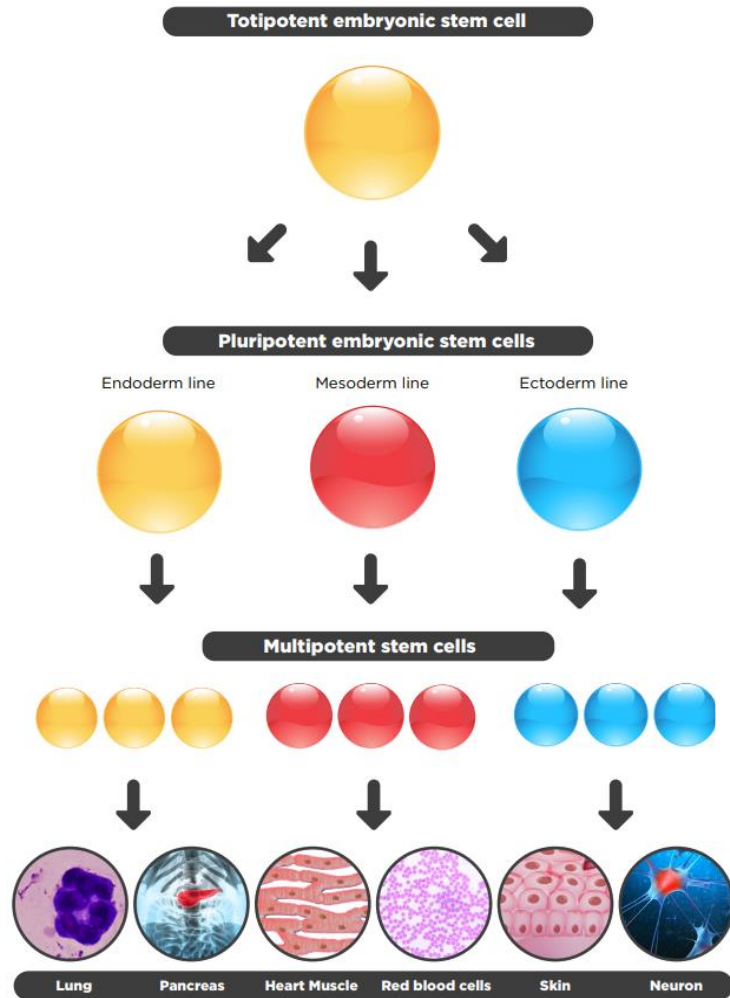 Totipotent embryonic stem cell
Pluripotent embryonic stem cells
Endoderm line Mesoderm line Ectoderm line
Multipotent stem cells
Lung Pancreas Heart Muscle Red blood cells Skin Neuron